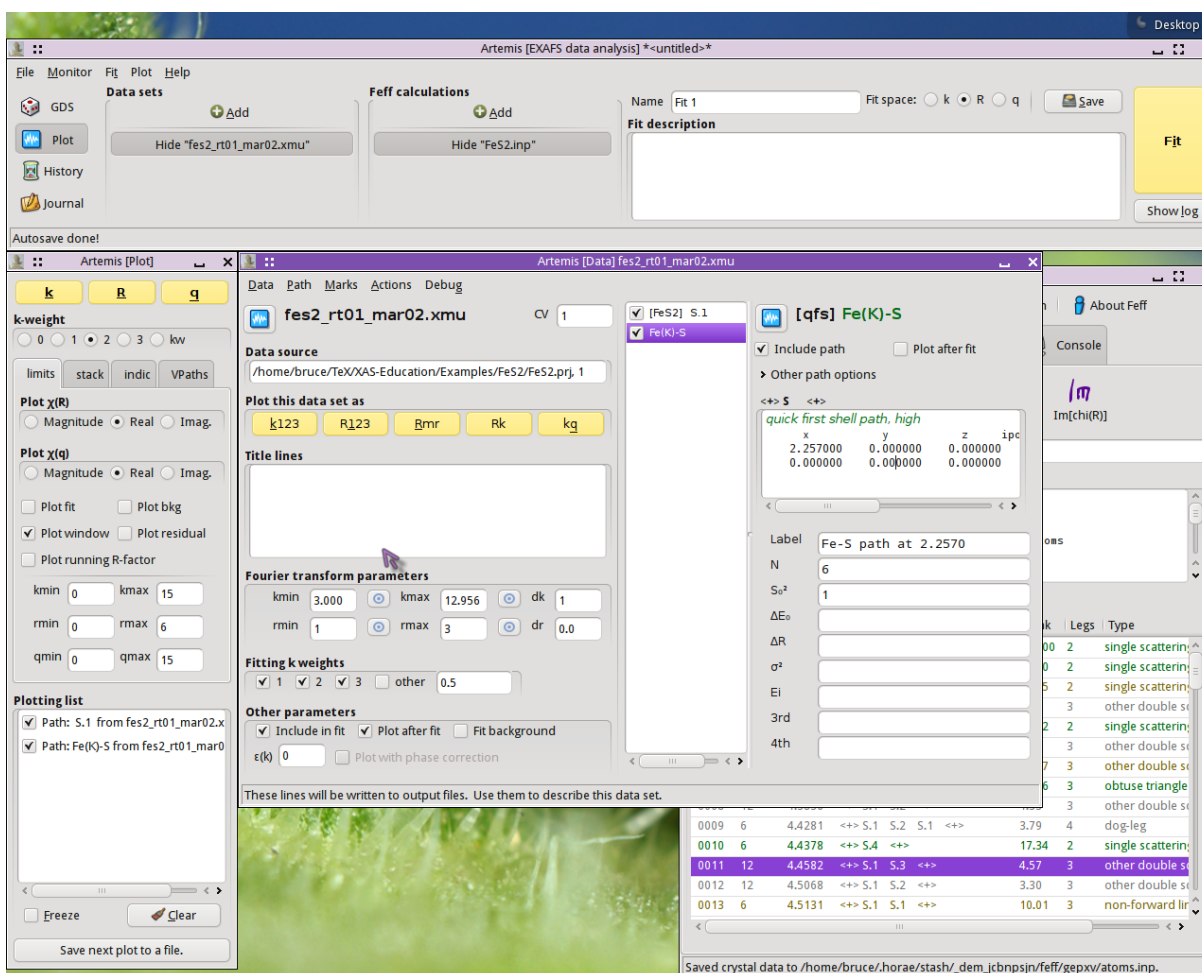 Desktop
Artemis [EXAFS data analysis] *<untitled>*
File Monitor Fit Plot Help
GDS
Plot
History
Journal
Data sets
Add
Hide "fes2_rt01_mar02.xmu"
Feff calculations
Add
Hide "FeS2.inp"
Name Fit 1 Fit space: k R q Save
Fit description
Fit
Show log
Autosave done!
Artemis [Plot]
k R q
k-weight
0 1 2 3 kw
limits stack indic VPaths
Plot χ(R)
Magnitude Real Imag.
Plot χ(q)
Magnitude Real Imag.
Plot fit Plot bkg
Plot window Plot residual
Plot running R-factor
kmin 0 kmax 15
rmin 0 rmax 6
qmin 0 qmax 15
Plotting list
Path: S.1 from fes2_rt01_mar02.x
Path: Fe(K)-S from fes2_rt01_mar0
Freeze Clear
Save next plot to a file.
Artemis [Data] fes2_rt01_mar02.xmu
Data Path Marks Actions Debug
fes2_rt01_mar02.xmu CV 1
Data source
/home/bruce/TeX/XAS-Education/Examples/FeS2/FeS2.prj, 1
Plot this data set as
k123 R123 Rmr Rk kq
Title lines
Fourier transform parameters
kmin 3.000 kmax 12.956 dk 1
rmin 1 rmax 3 dr 0.0
Fitting k weights
1 2 3 other 0.5
Other parameters
Include in fit Plot after fit Fit background
ε(k) 0 Plot with phase correction
These lines will be written to output files. Use them to describe this data set.
[FeS2] S.1
Fe(K)-S
[qfs] Fe(K)-S
Include path Plot after fit
Other path options
<+> S <+>
quick first shell path, high
x y z ipo
2.257000 0.000000 0.000000
0.000000 0.000000 0.000000
Label Fe-S path at 2.2570
N 6
S₀² 1
ΔE₀
ΔR
σ²
Ei
3rd
4th
About Feff
Console
Im[chi(R)]
oms
Legs Type
00 2 single scattering
0 2 single scattering
5 2 single scattering
3 other double sc
2 2 single scattering
3 other double sc
7 3 other double sc
6 3 obtuse triangle
3 other double sc
0009 6 4.4281 <+> S.1 S.2 S.1 <+> 3.79 4 dog-leg
0010 6 4.4378 <+> S.4 <+> 17.34 2 single scattering
0011 12 4.4582 <+> S.1 S.3 <+> 4.57 3 other double sc
0012 12 4.5068 <+> S.1 S.2 <+> 3.30 3 other double sc
0013 6 4.5131 <+> S.1 S.1 <+> 10.01 3 non-forward lin
Saved crystal data to /home/bruce/.horae/stash/_dem_jcbnpsjn/feff/gepxv/atoms.inp.